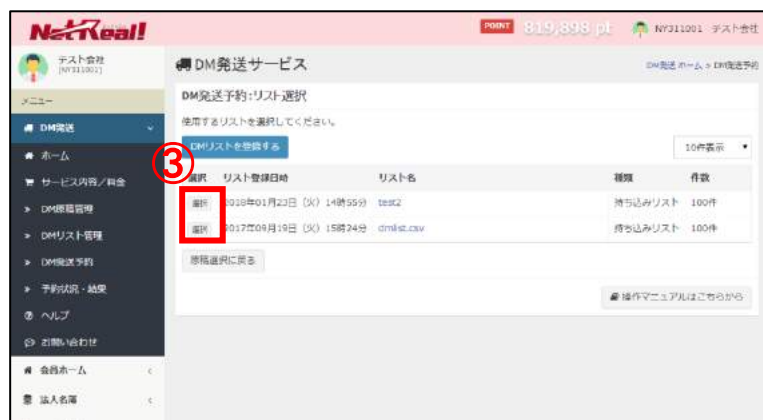 NetReal!
POINT 819,898 pt NY311001 テスト会社
テスト会社
[NY311001]
DM発送サービス
DM発送 ホーム > DM発送予約
メニュー
DM発送予約:リスト選択
使用するリストを選択してください。
DM発送
DMリストを登録する
10件表示
ホーム
③
選択 リスト登録日時 リスト名 種類 件数
サービス内容/料金
選択 2018年01月23日 (火) 14時55分 test2 持ち込みリスト 100件
DM原稿管理
選択 2017年09月19日 (火) 15時24分 dmlist.csv 持ち込みリスト 100件
DMリスト管理
原稿選択に戻る
DM発送予約
予約状況・結果
操作マニュアルはこちらから
ヘルプ
お問い合わせ
会員ホーム
法人名簿